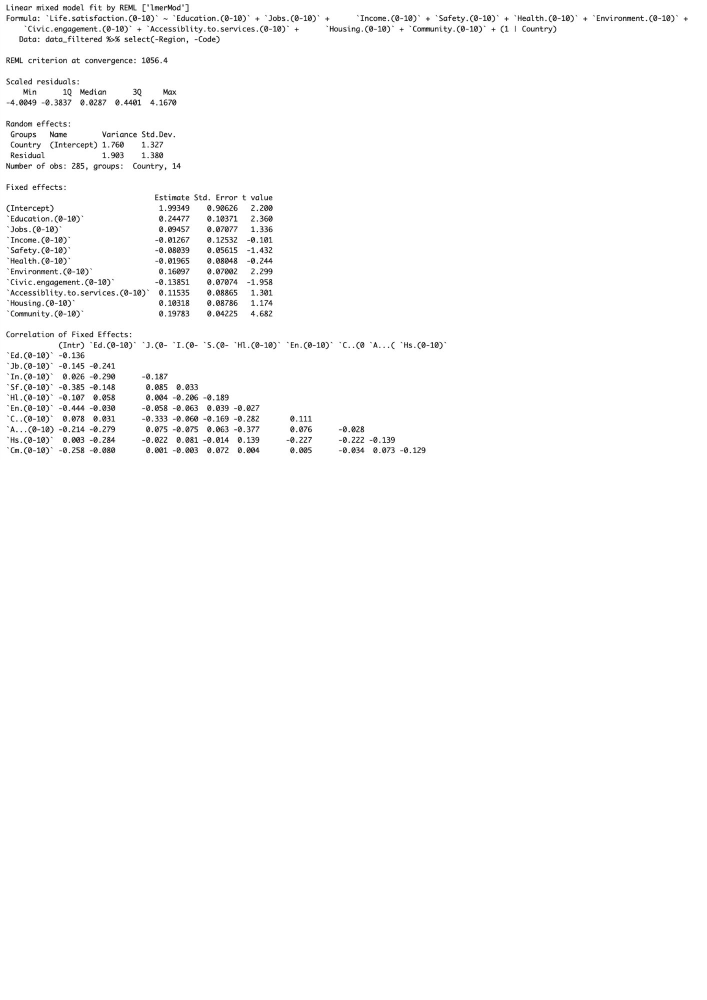 Linear mixed model fit by REML ['lmerMod']
Formula: `Life.satisfaction.(0-10)` ~ `Education.(0-10)` + `Jobs.(0-10)` +      `Income.(0-10)` + `Safety.(0-10)` + `Health.(0-10)` + `Environment.(0-10)` +
    `Civic.engagement.(0-10)` + `Accessiblity.to.services.(0-10)` +      `Housing.(0-10)` + `Community.(0-10)` + (1 | Country)
   Data: data_filtered %>% select(-Region, -Code)

REML criterion at convergence: 1056.4

Scaled residuals:
    Min      1Q  Median      3Q     Max
-4.0049 -0.3837  0.0287  0.4401  4.1670

Random effects:
 Groups   Name        Variance Std.Dev.
 Country  (Intercept) 1.760    1.327
 Residual             1.903    1.380
Number of obs: 285, groups:  Country, 14

Fixed effects:
                                  Estimate Std. Error t value
(Intercept)                        1.99349    0.90626   2.200
`Education.(0-10)`                 0.24477    0.10371   2.360
`Jobs.(0-10)`                      0.09457    0.07077   1.336
`Income.(0-10)`                   -0.01267    0.12532  -0.101
`Safety.(0-10)`                   -0.08039    0.05615  -1.432
`Health.(0-10)`                   -0.01965    0.08048  -0.244
`Environment.(0-10)`               0.16097    0.07002   2.299
`Civic.engagement.(0-10)`         -0.13851    0.07074  -1.958
`Accessiblity.to.services.(0-10)`  0.11535    0.08865   1.301
`Housing.(0-10)`                   0.10318    0.08786   1.174
`Community.(0-10)`                 0.19783    0.04225   4.682

Correlation of Fixed Effects:
            (Intr) `Ed.(0-10)` `J.(0- `I.(0- `S.(0- `Hl.(0-10)` `En.(0-10)` `C..(0 `A...( `Hs.(0-10)`
`Ed.(0-10)` -0.136
`Jb.(0-10)` -0.145 -0.241
`In.(0-10)`  0.026 -0.290      -0.187
`Sf.(0-10)` -0.385 -0.148       0.085  0.033
`Hl.(0-10)` -0.107  0.058       0.004 -0.206 -0.189
`En.(0-10)` -0.444 -0.030      -0.058 -0.063  0.039 -0.027
`C..(0-10)`  0.078  0.031      -0.333 -0.060 -0.169 -0.282       0.111
`A...(0-10) -0.214 -0.279       0.075 -0.075  0.063 -0.377       0.076      -0.028
`Hs.(0-10)`  0.003 -0.284      -0.022  0.081 -0.014  0.139      -0.227      -0.222 -0.139
`Cm.(0-10)` -0.258 -0.080       0.001 -0.003  0.072  0.004       0.005      -0.034  0.073 -0.129